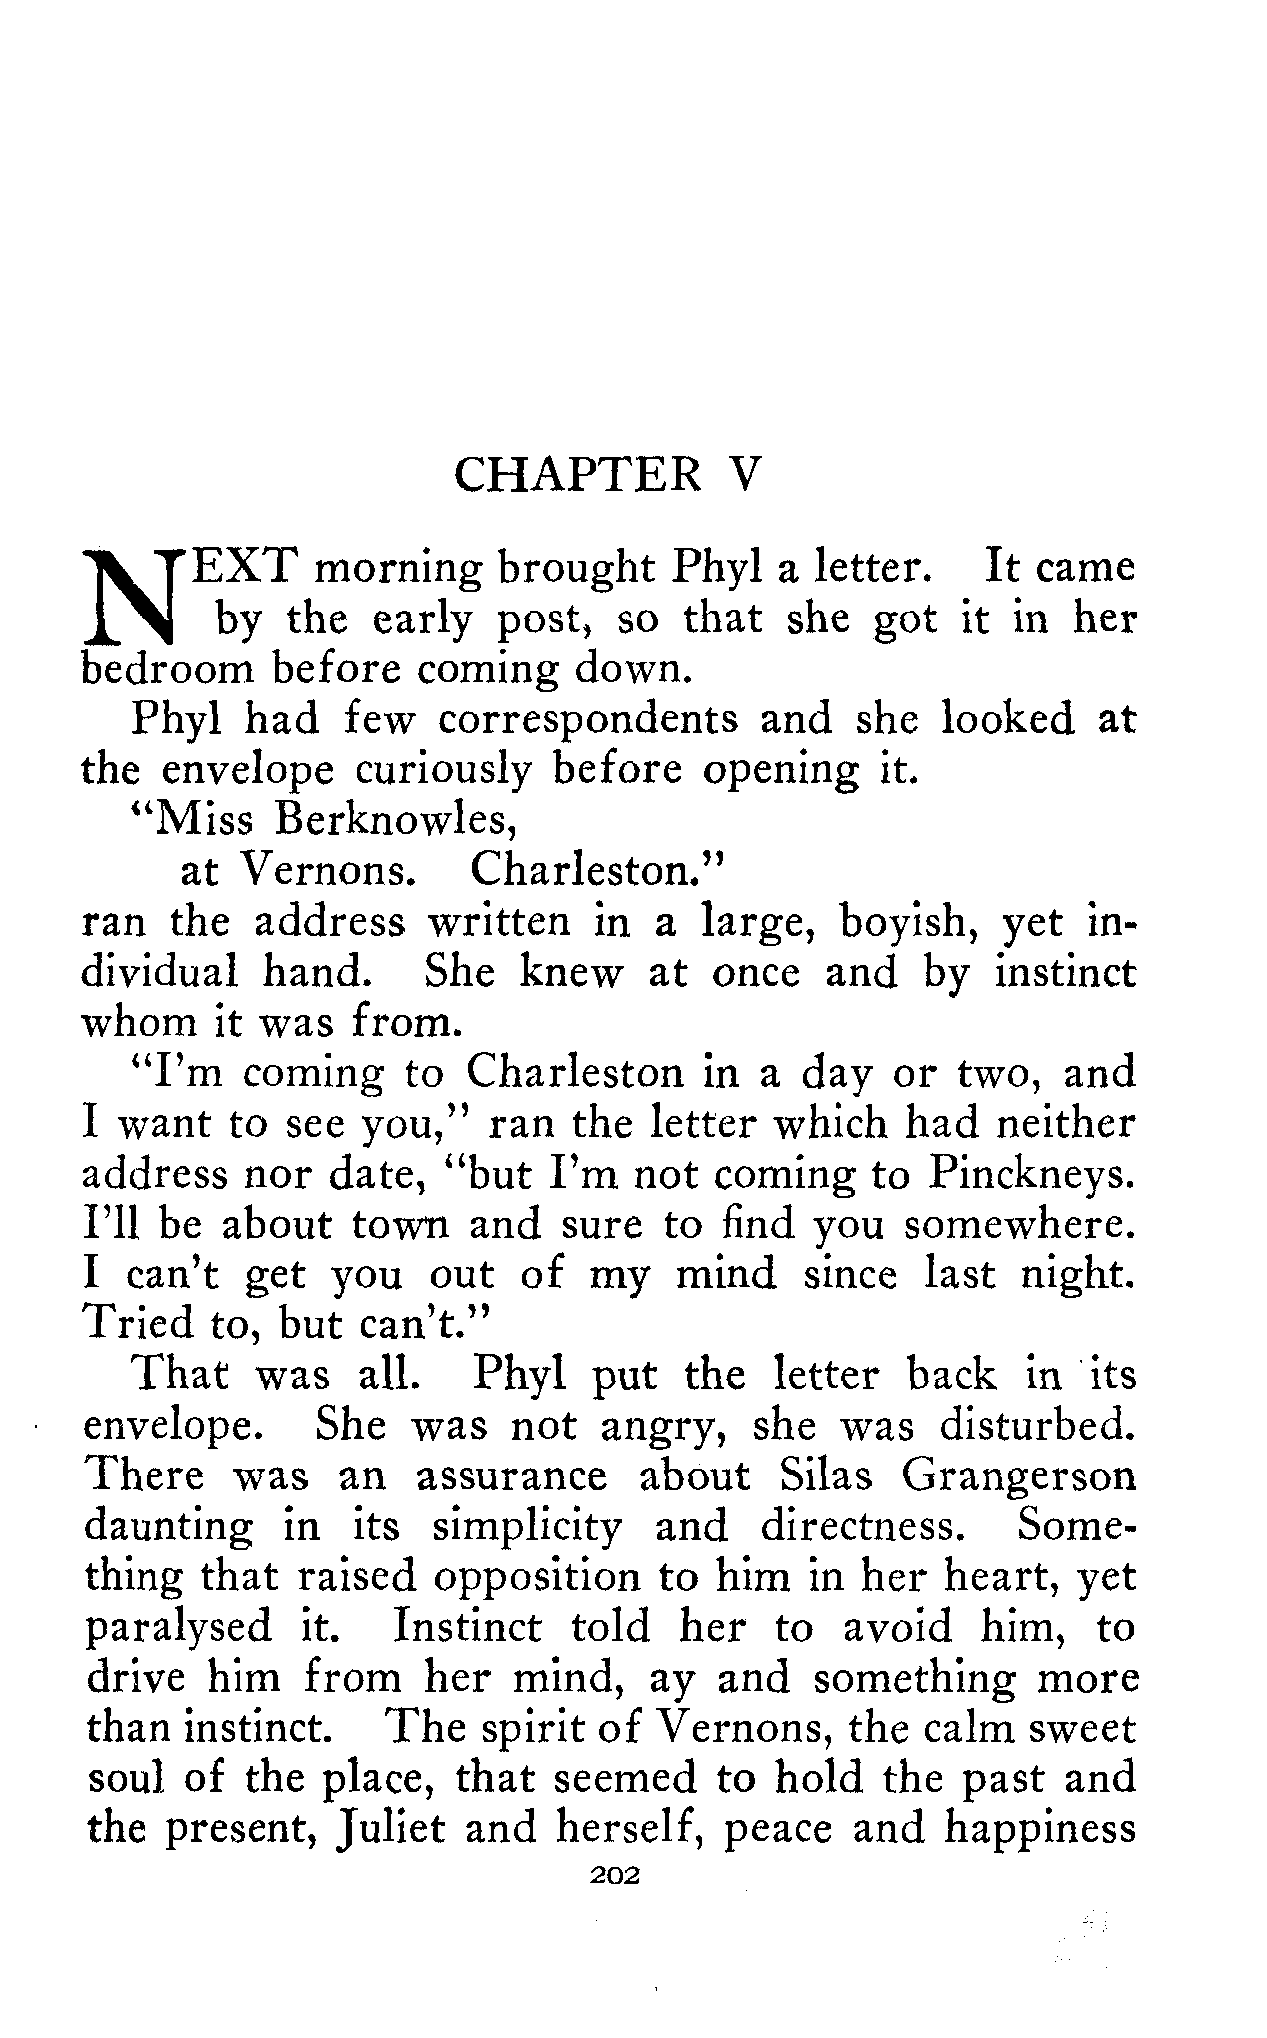 CHAPTER V
NEXT morning brought Phyl a letter. It came
by the early post, so that she got it in her
bedroom before coming down.
Phyl had few correspondents and she looked at
the envelope curiously before opening it.
"Miss Berknowles,
at Vernons. Charleston."
ran the address written in a large, boyish, yet in-
dividual hand. She knew at once and by instinct
whom it was from.
"I'm coming to Charleston in a day or two, and
I want to see you," ran the letter which had neither
address nor date, "but I'm not coming to Pinckneys.
I'll be about town and sure to find you somewhere.
I can't get you out of my mind since last night.
Tried to, but can't."
That was all. Phyl put the letter back in its
envelope. She was not angry, she was disturbed.
There was an assurance about Silas Grangerson
daunting in its simplicity and directness. Some-
thing that raised opposition to him in her heart, yet
paralysed it. Instinct told her to avoid him, to
drive him from her mind, ay and something more
than instinct. The spirit of Vernons, the calm sweet
soul of the place, that seemed to hold the past and
the present, Juliet and herself, peace and happiness
202